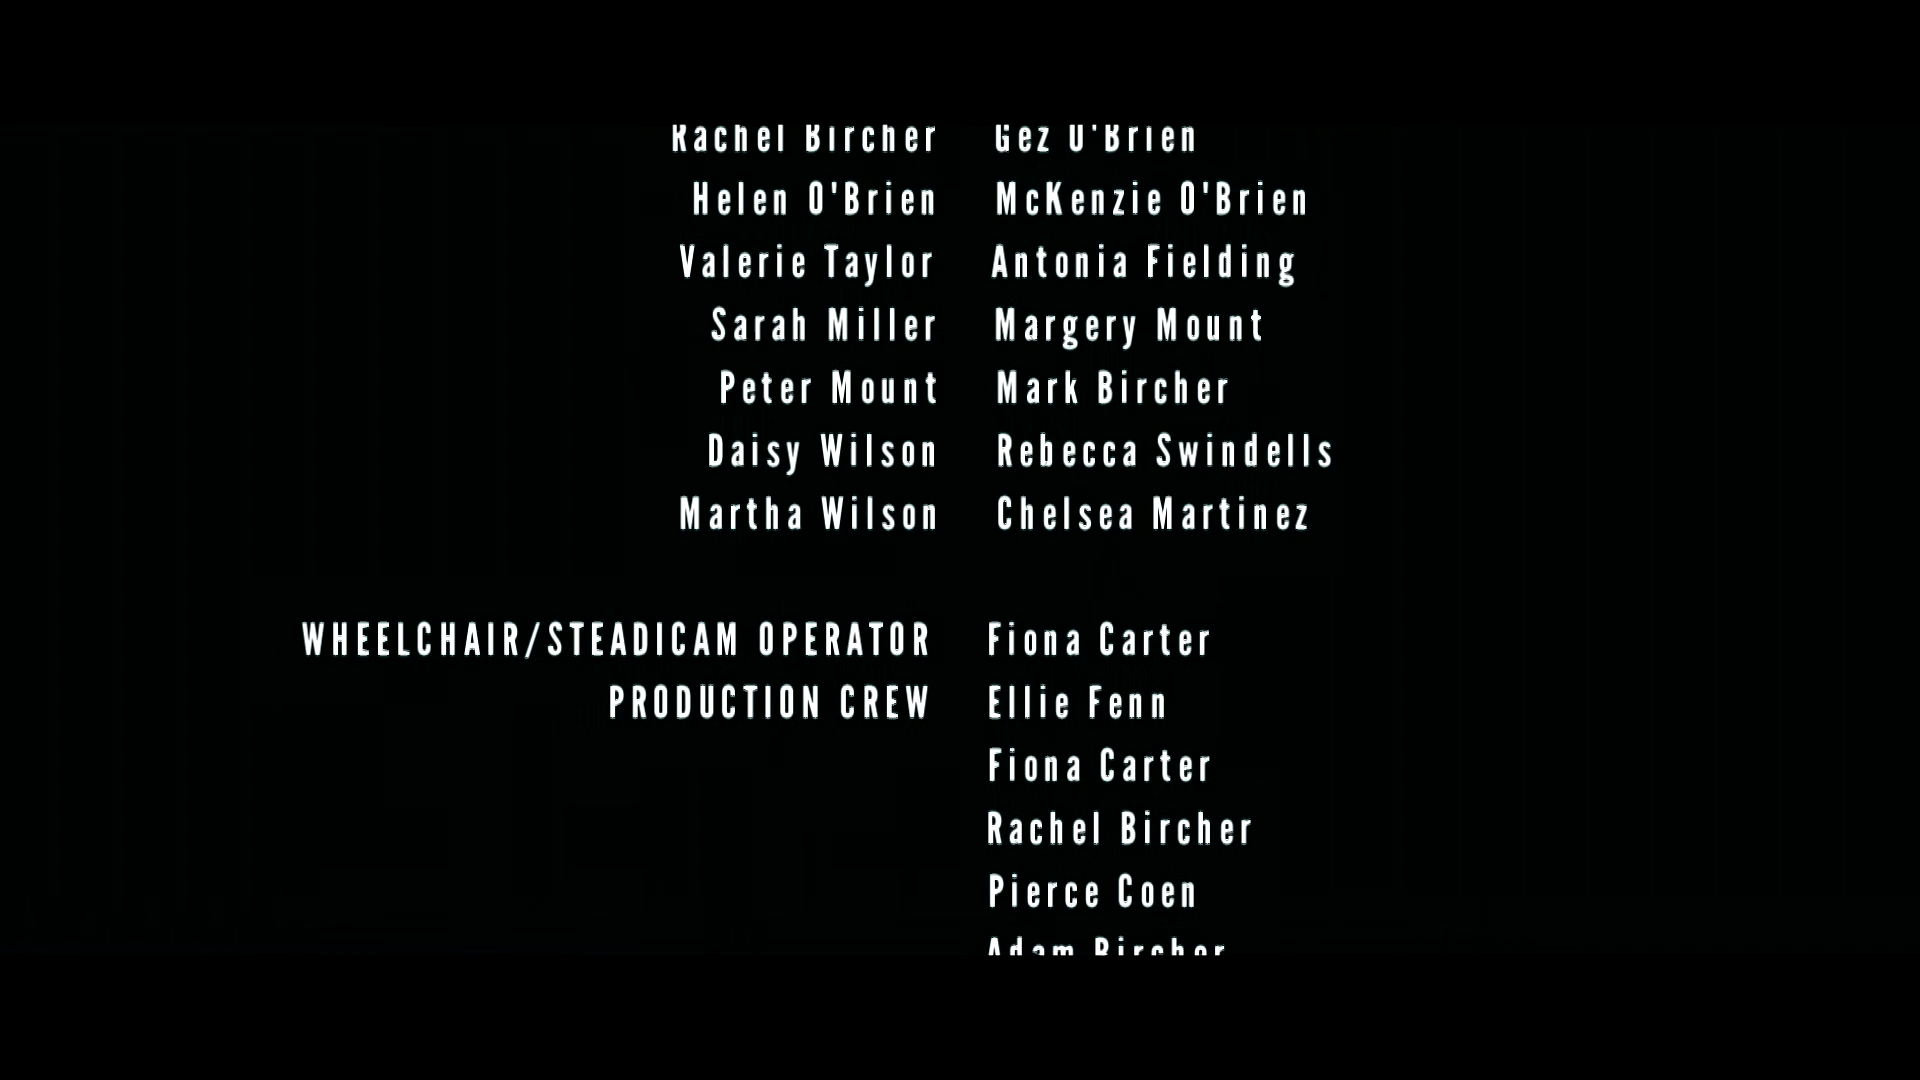 Rachel Bircher Gez O'Brien
Helen O'Brien McKenzie O'Brien
Valerie Taylor Antonia Fielding
Sarah Miller Margery Mount
Peter Mount Mark Bircher
Daisy Wilson Rebecca Swindells
Martha Wilson Chelsea Martinez
WHEELCHAIR/STEADICAM OPERATOR Fiona Carter
PRODUCTION CREW Ellie Fenn
Fiona Carter
Rachel Bircher
Pierce Coen
Adam Bircher